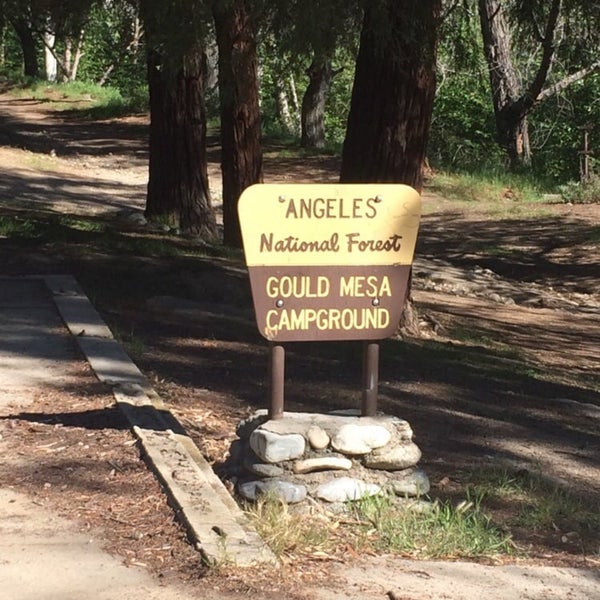 ANGELES
National Forest
GOULD MESA
CAMPGROUND